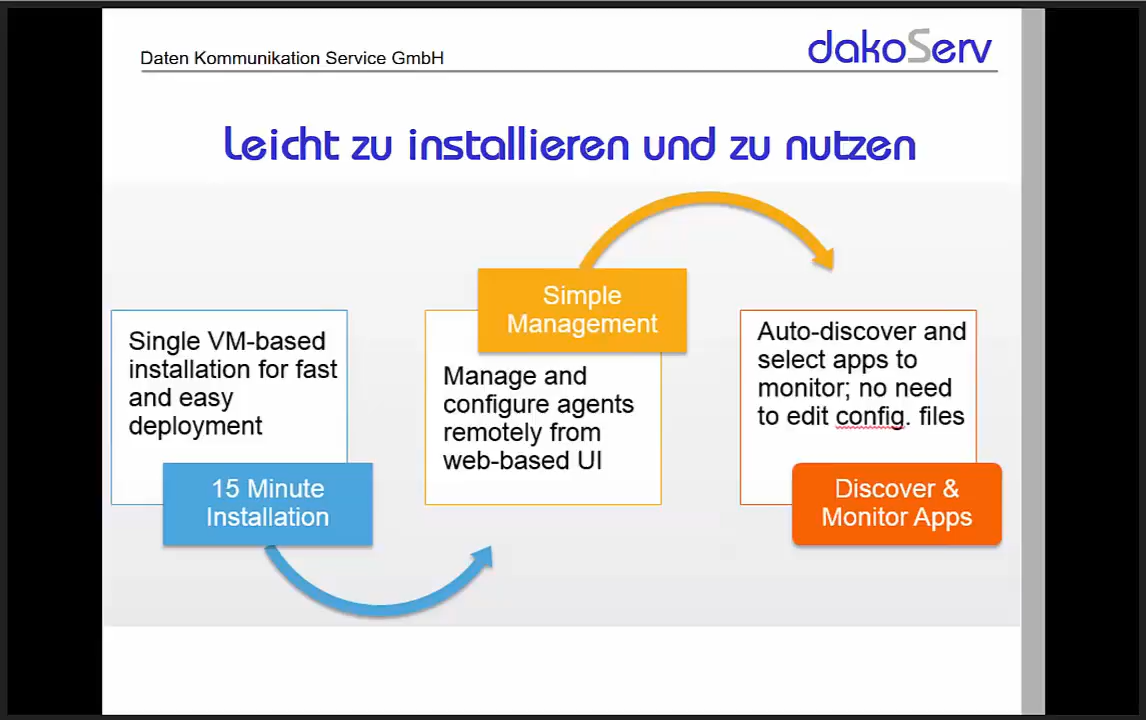 Daten Kommunikation Service GmbH
dakoServ
Leicht zu installieren und zu nutzen
Single VM-based
installation for fast
and easy
deployment
15 Minute
Installation
Simple
Management
Manage and
configure agents
remotely from
web-based UI
Auto-discover and
select apps to
monitor; no need
to edit config. files
Discover &
Monitor Apps